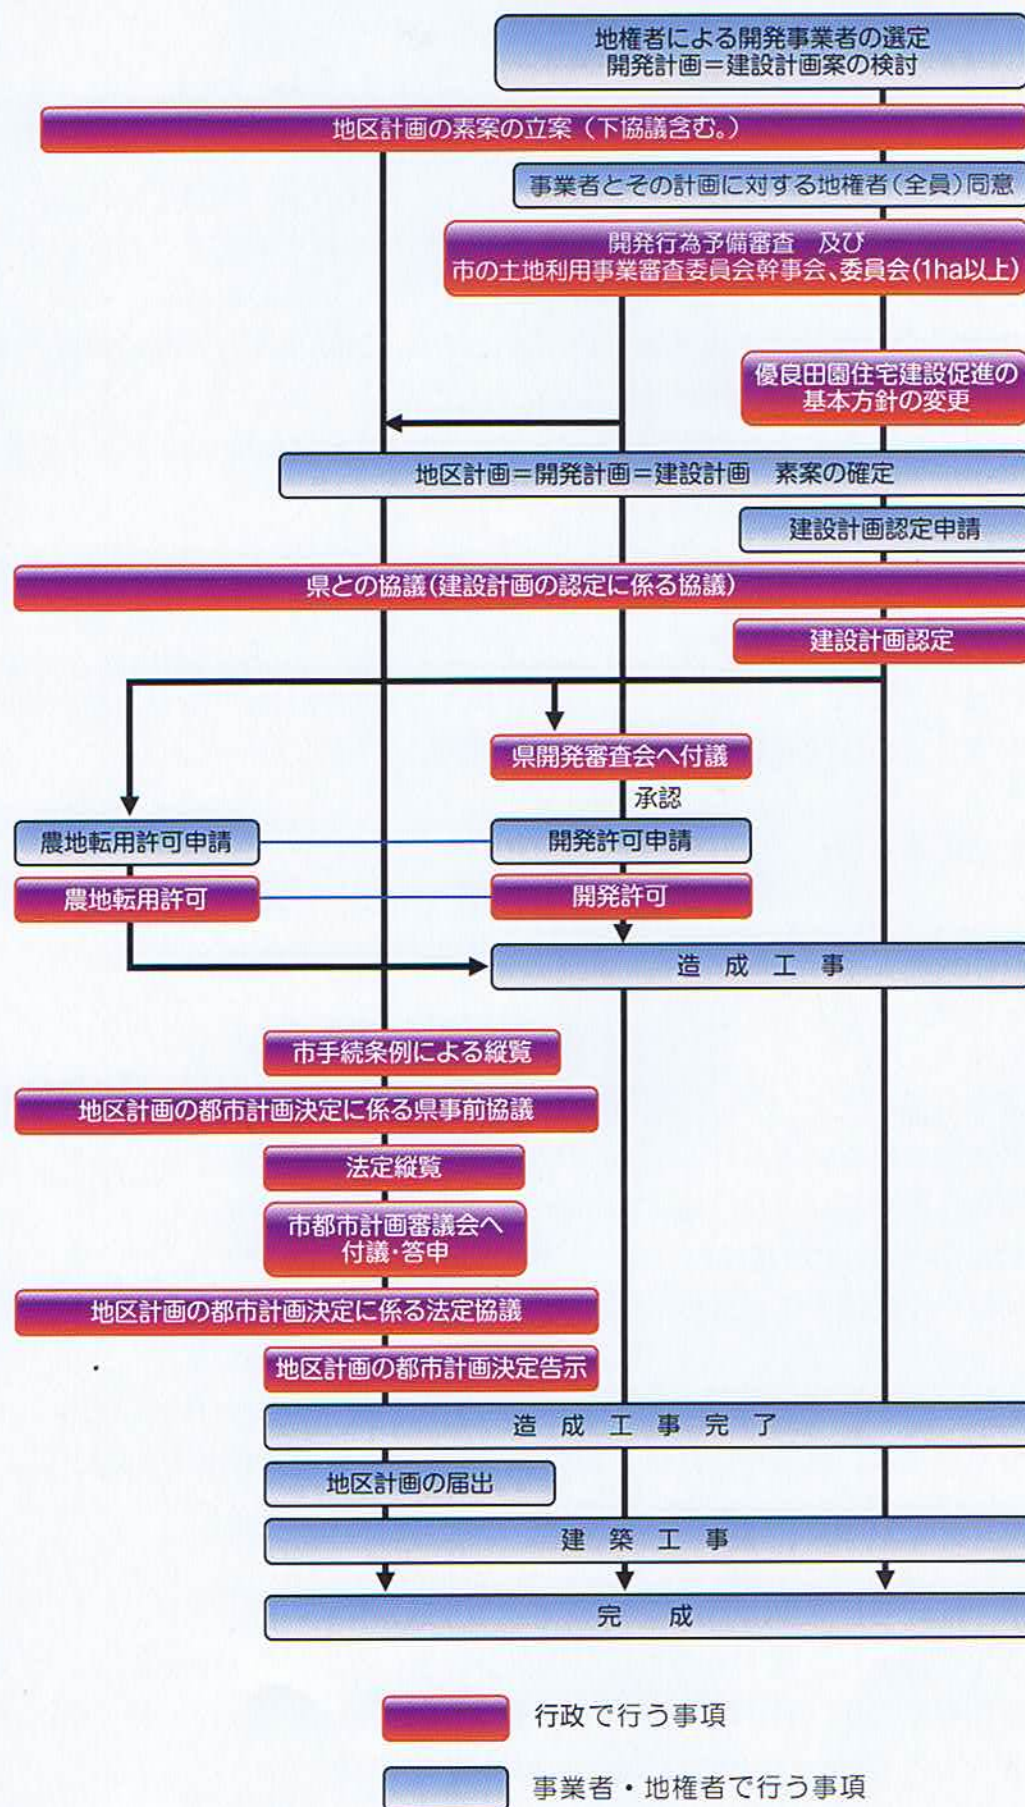 地権者による開発事業者の選定
開発計画＝建設計画案の検討
地区計画の素案の立案（下協議含む。）
事業者とその計画に対する地権者(全員)同意
開発行為予備審査　及び
市の土地利用事業審査委員会幹事会、委員会(1ha以上)
優良田園住宅建設促進の
基本方針の変更
地区計画＝開発計画＝建設計画　素案の確定
建設計画認定申請
県との協議(建設計画の認定に係る協議)
建設計画認定
県開発審査会へ付議
承認
農地転用許可申請
開発許可申請
農地転用許可
開発許可
造　成　工　事
市手続条例による縦覧
地区計画の都市計画決定に係る県事前協議
法定縦覧
市都市計画審議会へ
付議・答申
地区計画の都市計画決定に係る法定協議
地区計画の都市計画決定告示
造　成　工　事　完　了
地区計画の届出
建　築　工　事
完　　成
行政で行う事項
事業者・地権者で行う事項